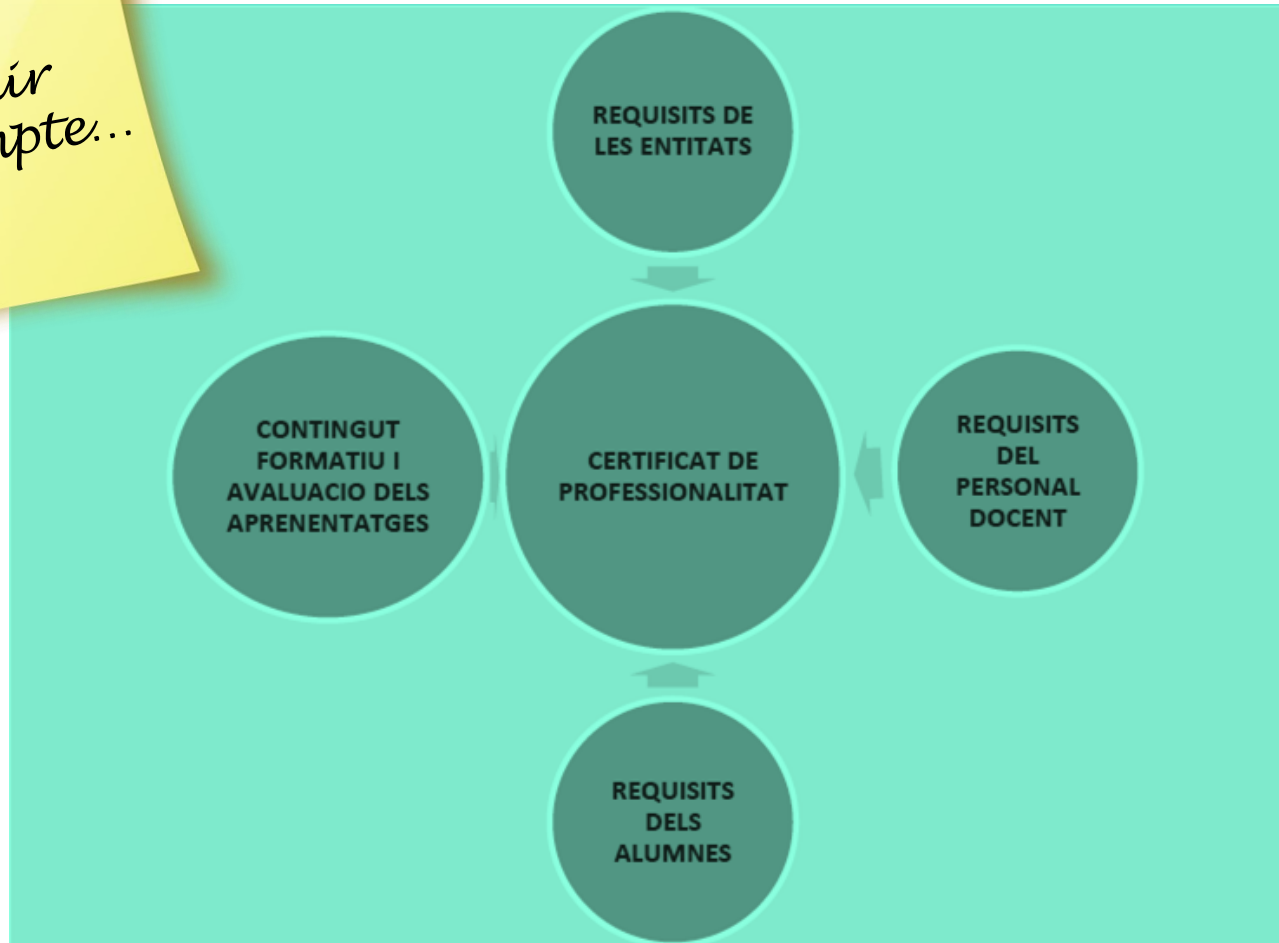 REQUISITS DE
LES ENTITATS
CONTINGUT
FORMATIU I
AVALUACIO DELS
APRENENTATGES
CERTIFICAT DE
PROFESSIONALITAT
REQUISITS
DEL
PERSONAL
DOCENT
REQUISITS
DELS
ALUMNES